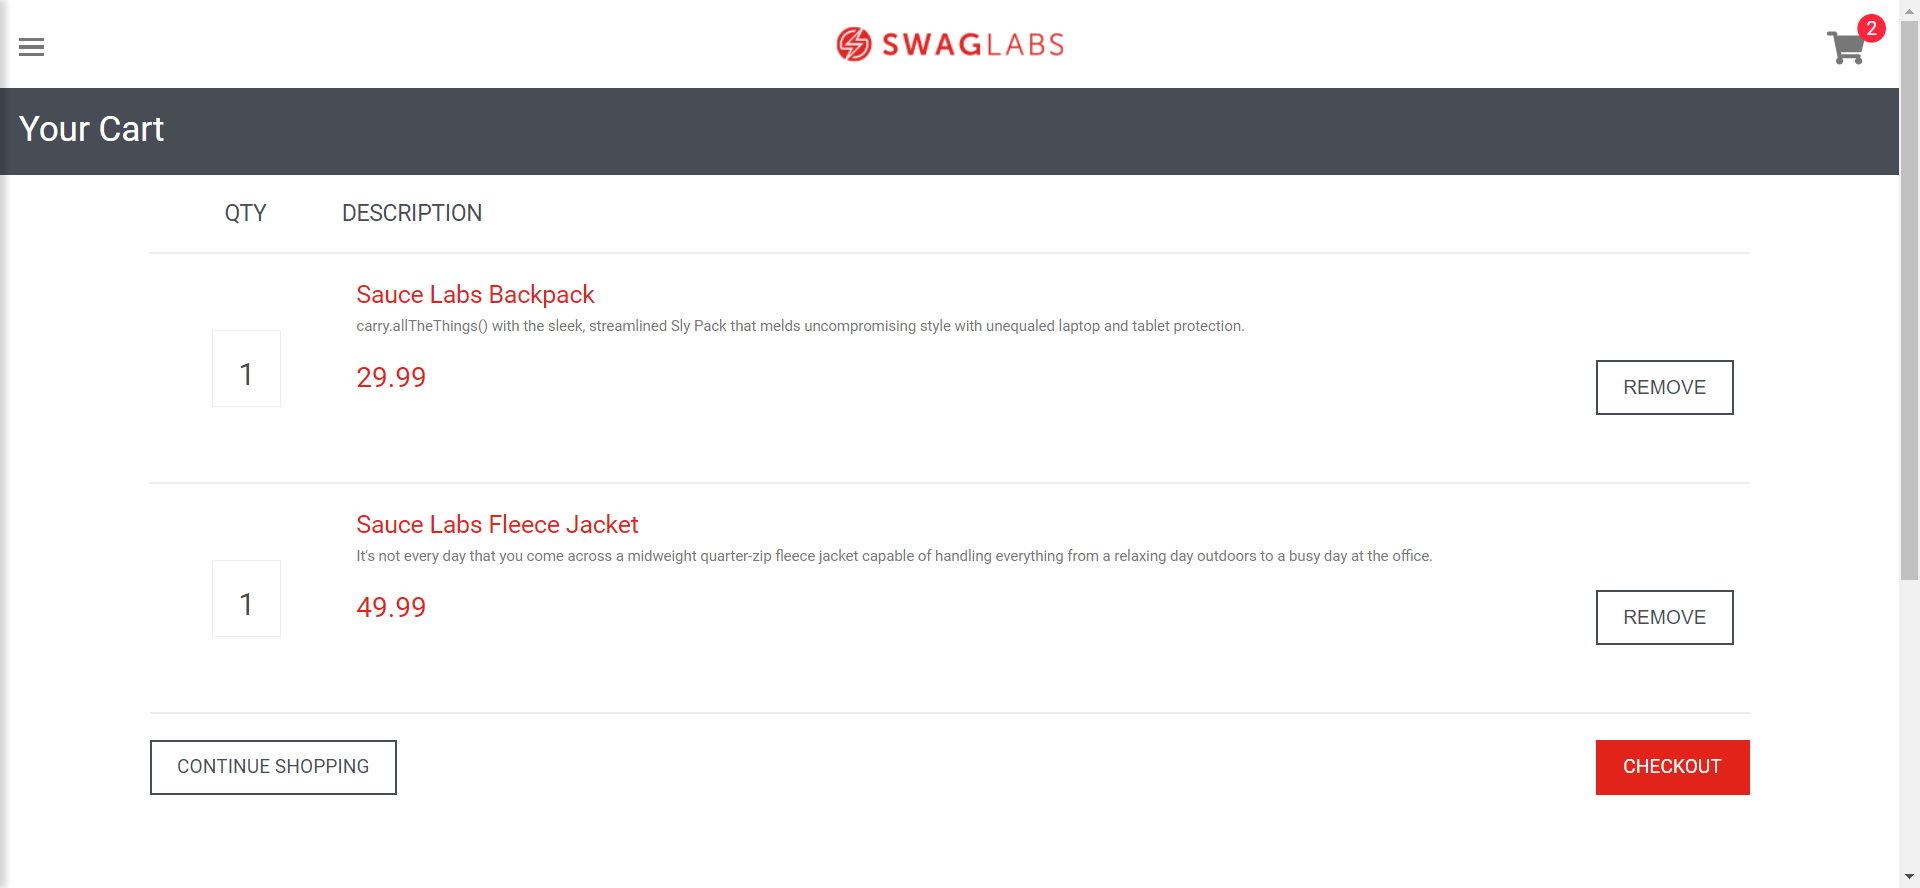 SWAGLABS
2
Your Cart
QTY DESCRIPTION
Sauce Labs Backpack
carry.allTheThings() with the sleek, streamlined Sly Pack that melds uncompromising style with unequaled laptop and tablet protection.
1
29.99
REMOVE
Sauce Labs Fleece Jacket
It's not every day that you come across a midweight quarter-zip fleece jacket capable of handling everything from a relaxing day outdoors to a busy day at the office.
1
49.99
REMOVE
CONTINUE SHOPPING CHECKOUT